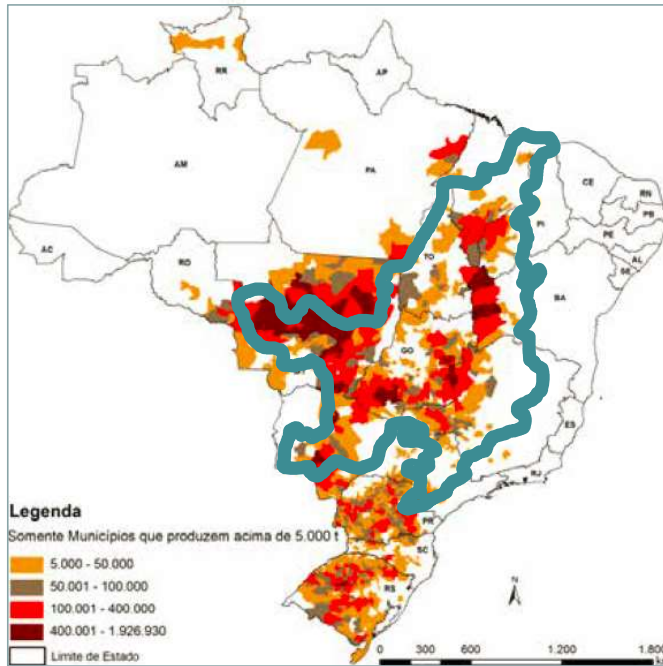 RR
AP
AM
PA
CE
RN
PB
PI
PE
AL
SE
AC
RO
TO
BA
GO
ES
RJ
PR
SC
RS
Legenda
Somente Municípios que produzem acima de 5.000 t
5.000 - 50.000
50.001 - 100.000
100.001 - 400.000
400.001 - 1.926.930
Limite de Estado
N
0 300 600 1.200 1.800